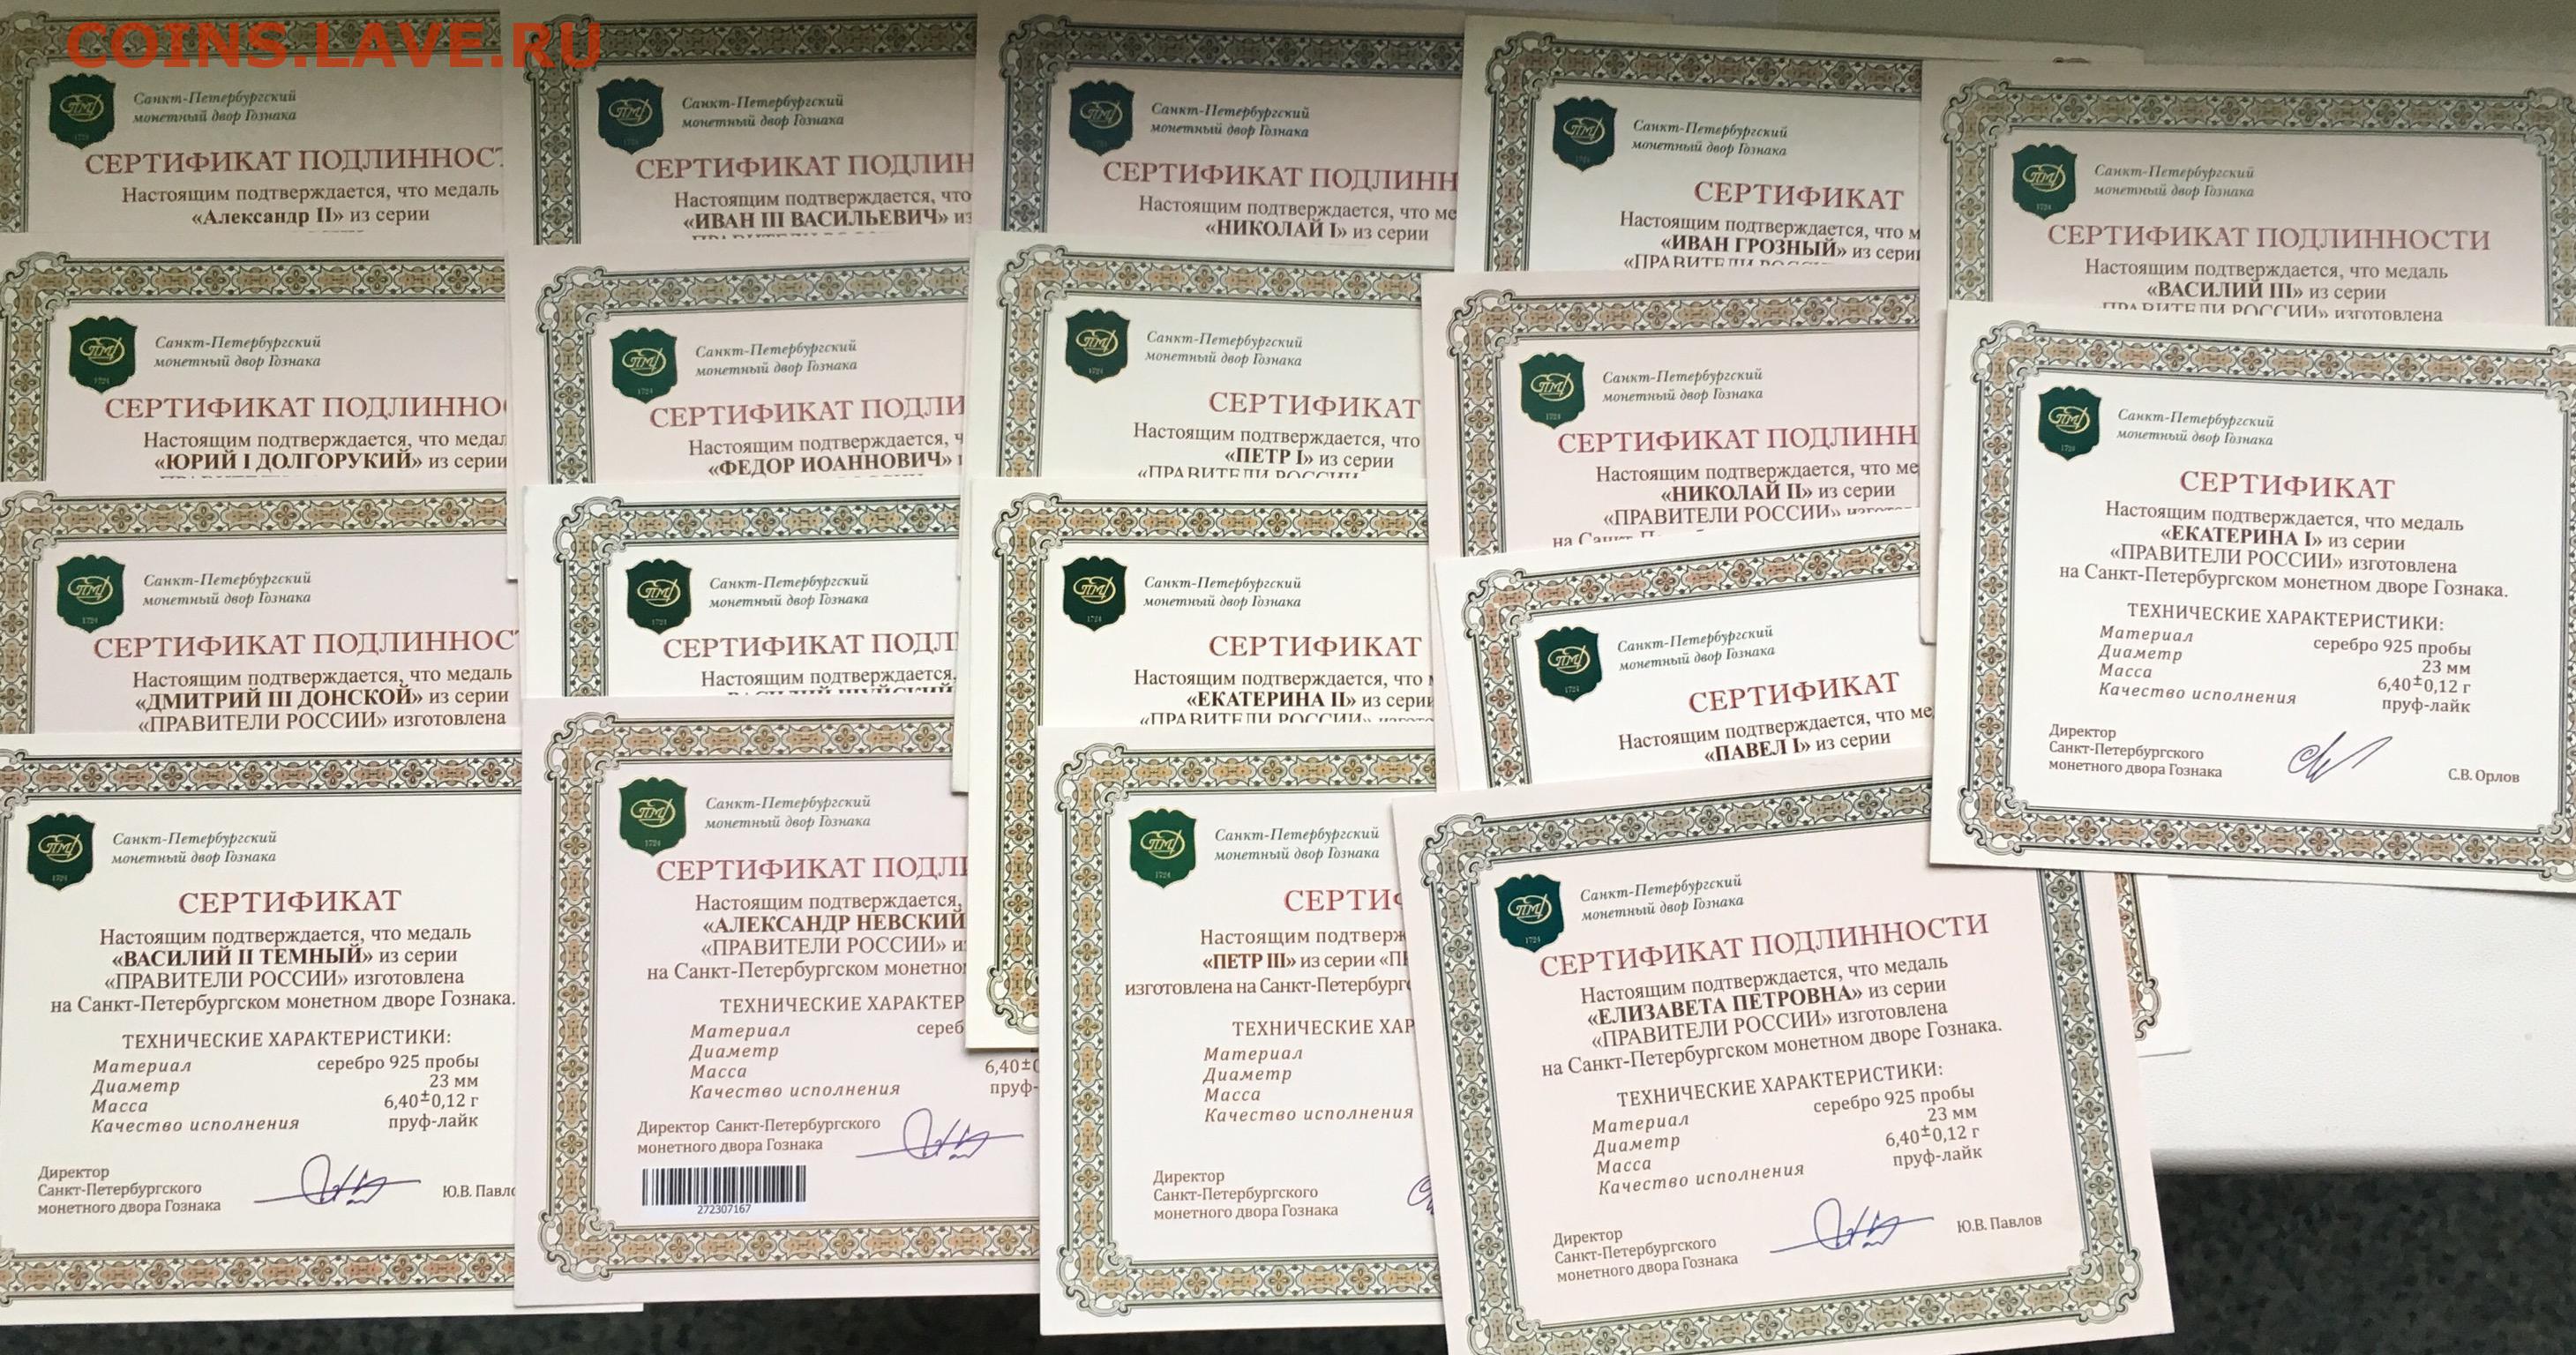 COINS.LAVE.RU
Санкт-Петербургский
монетный двор Гознака
СЕРТИФИКАТ
Настоящим подтверждается, что медаль
«Александр II» из серии
Санкт-Петербургский
монетный двор Гознака
СЕРТИФИКАТ
Настоящим подтверждается, что
«ИВАН III ВАСИЛЬЕВИЧ» из
Санкт-Петербургский
монетный двор Гознака
СЕРТИФИКАТ
Настоящим подтверждается, что ме
«НИКОЛАЙ I» из серии
Санкт-Петербургский
монетный двор Гознака
СЕРТИФИКАТ
Настоящим подтверждается, что м
«ИВАН ГРОЗНЫЙ» из серии
«ПРАВИТЕЛИ
Санкт-Петербургский
монетный двор Гознака
СЕРТИФИКАТ ПОДЛИННОСТИ
Настоящим подтверждается, что медаль
«ВАСИЛИЙ III» из серии
«ПРАВИТЕЛИ РОССИИ» изготовлена
Санкт-Петербургский
монетный двор Гознака
СЕРТИФИКАТ ПОДЛИННО
Настоящим подтверждается, что медал
«ЮРИЙ I ДОЛГОРУКИЙ» из серии
Санкт-Петербургский
монетный двор Гознака
СЕРТИФИКАТ ПОДЛИ
Настоящим подтверждается, ч
«ФЕДОР ИОАННОВИЧ»
Санкт-Петербургский
монетный двор Гознака
СЕРТИФИКАТ
Настоящим подтверждается, что
«ПЕТР I» из серии
«ПРАВИТЕЛИ РОССИИ
Санкт-Петербургский
монетный двор Гознака
СЕРТИФИКАТ ПОДЛИНН
Настоящим подтверждается, что ме
«НИКОЛАЙ II» из серии
«ПРАВИТЕЛИ РОССИИ»
на
Санкт-Петербургский
монетный двор Гознака
СЕРТИФИКАТ
Настоящим подтверждается, что медаль
«ЕКАТЕРИНА I» из серии
«ПРАВИТЕЛИ РОССИИ» изготовлена
на Санкт-Петербургском монетном дворе Гознака.
ТЕХНИЧЕСКИЕ ХАРАКТЕРИСТИКИ:
Материал серебро 925 пробы
Диаметр 23 мм
Масса 6,40±0,12 г
Качество исполнения пруф-лайк
Директор
Санкт-Петербургского
монетного двора Гознака С.В. Орлов
Санкт-Петербургский
монетный двор Гознака
СЕРТИФИКАТ ПОДЛИННОС
Настоящим подтверждается, что медаль
«ДМИТРИЙ III ДОНСКОЙ» из серии
«ПРАВИТЕЛИ РОССИИ» изготовлена
Санкт-Петербургский
монетный двор Гознака
СЕРТИФИКАТ ПОДЛ
Настоящим подтверждается,
«ВАСИЛИЙ ШУЙСКИЙ
Санкт-Петербургский
монетный двор Гознака
СЕРТИФИКАТ
Настоящим подтверждается, что
«ЕКАТЕРИНА II» из серии
«ПРАВИТЕЛИ РОССИИ»
Санкт-Петербургский
монетный двор Гознака
СЕРТИФИКАТ
Настоящим подтверждается, что ме
«ПАВЕЛ I» из серии
Санкт-Петербургский
монетный двор Гознака
СЕРТИФИКАТ
Настоящим подтверждается, что медаль
«ВАСИЛИЙ II ТЕМНЫЙ» из серии
«ПРАВИТЕЛИ РОССИИ» изготовлена
на Санкт-Петербургском монетном дворе Гознака.
ТЕХНИЧЕСКИЕ ХАРАКТЕРИСТИКИ:
Материал серебро 925 пробы
Диаметр 23 мм
Масса 6,40±0,12 г
Качество исполнения пруф-лайк
Директор
Санкт-Петербургского
монетного двора Гознака Ю.В. Павло
Санкт-Петербургский
монетный двор Гознака
СЕРТИФИКАТ ПОДЛ
Настоящим подтверждается,
«АЛЕКСАНДР НЕВСКИЙ
«ПРАВИТЕЛИ РОССИИ» и
на Санкт-Петербургском монетно
ТЕХНИЧЕСКИЕ ХАРАКТЕР
Материал сереб
Диаметр
Масса 6,40±0
Качество исполнения пруф-
Директор Санкт-Петербургского
монетного двора Гознака
272307167
Санкт-Петербургский
монетный двор Гознака
СЕРТИФ
Настоящим подтверж
«ПЕТР III» из серии «П
изготовлена на Санкт-Петербург
ТЕХНИЧЕСКИЕ ХАР
Материал
Диаметр
Масса
Качество исполнения
Директор
Санкт-Петербургского
монетного двора Гознака
Санкт-Петербургский
монетный двор Гознака
СЕРТИФИКАТ ПОДЛИННОСТИ
Настоящим подтверждается, что медаль
«ЕЛИЗАВЕТА ПЕТРОВНА» из серии
«ПРАВИТЕЛИ РОССИИ» изготовлена
на Санкт-Петербургском монетном дворе Гознака.
ТЕХНИЧЕСКИЕ ХАРАКТЕРИСТИКИ:
Материал серебро 925 пробы
Диаметр 23 мм
Масса 6,40±0,12 г
Качество исполнения пруф-лайк
Директор
Санкт-Петербургского
монетного двора Гознака Ю.В. Павлов